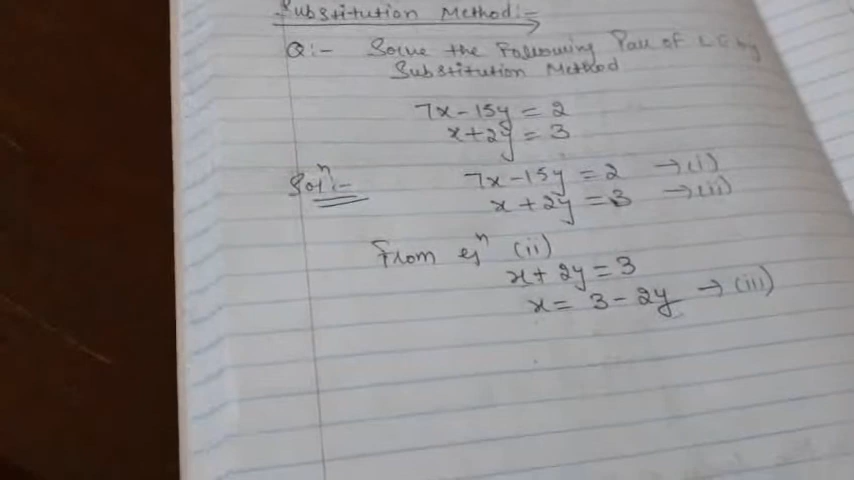 Substitution Method:-
Q:- Solve the Following Pair of L.E by
Substitution Method
7x-15y = 2
x+2y = 3
Solⁿ:- 7x-15y = 2 →(i)
x+2y = 3 →(ii)
From eqⁿ (ii)
x+2y = 3
x = 3-2y →(iii)